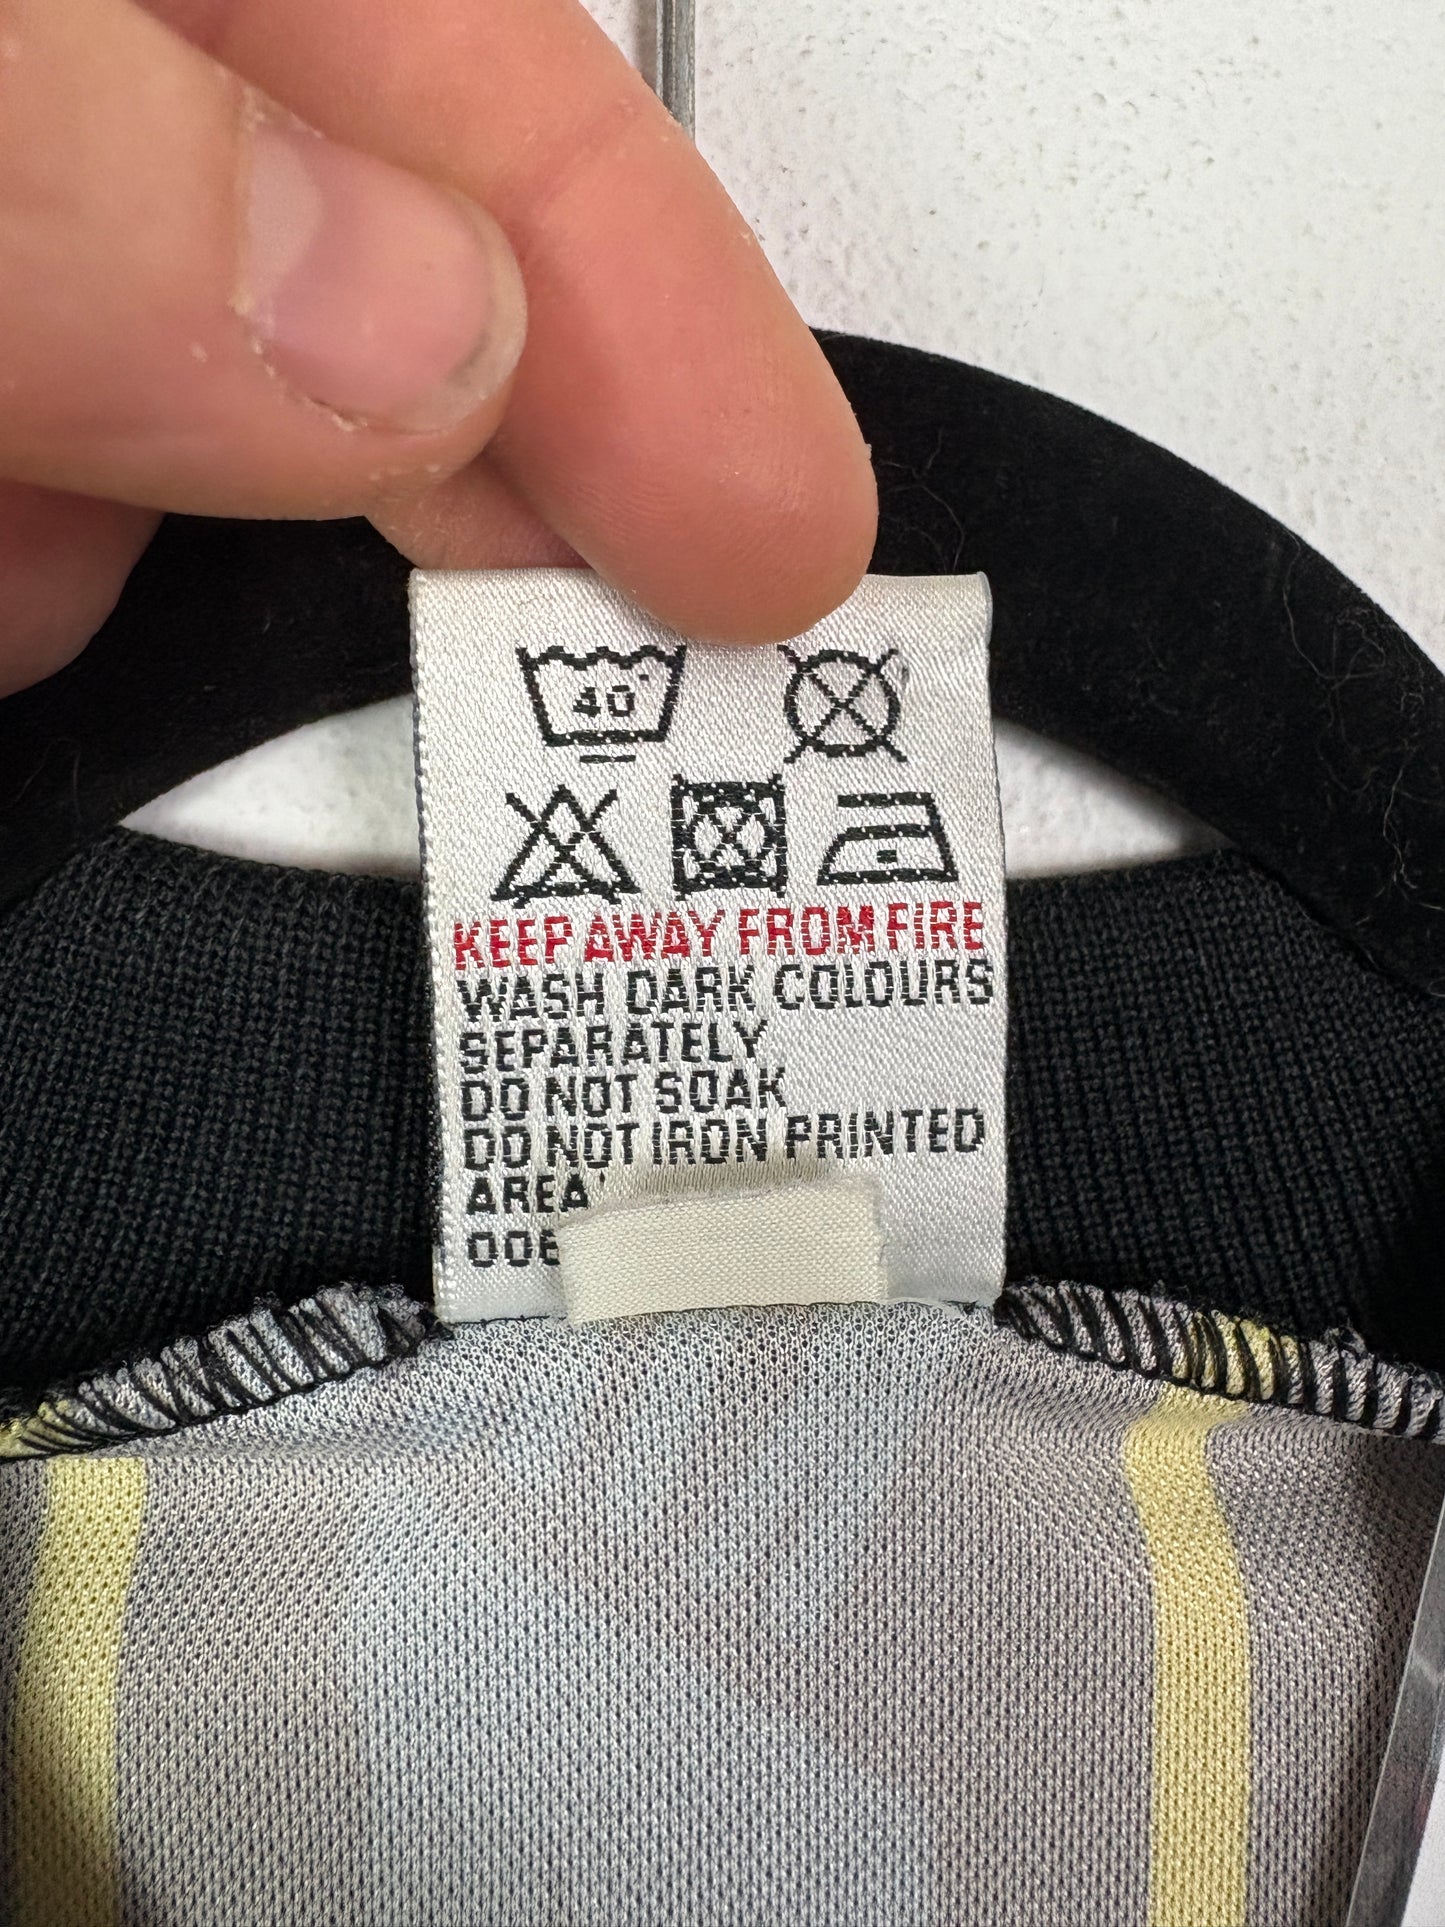 40°
KEEP AWAY FROM FIRE
WASH DARK COLOURS
SEPARATELY
DO NOT SOAK
DO NOT IRON PRINTED
AREA